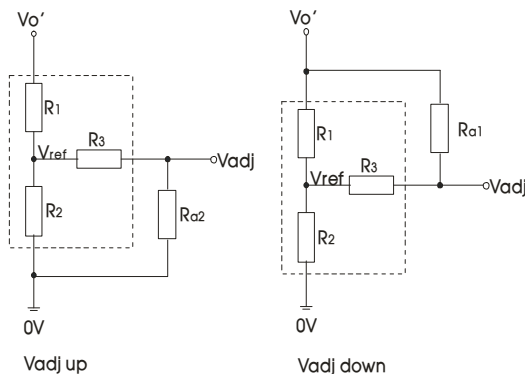 Vo'
R1
R3
Vref
Vadj
R2
Ra2
0V
Vadj up
Vo'
R1
Ra1
R3
Vref
Vadj
R2
0V
Vadj down